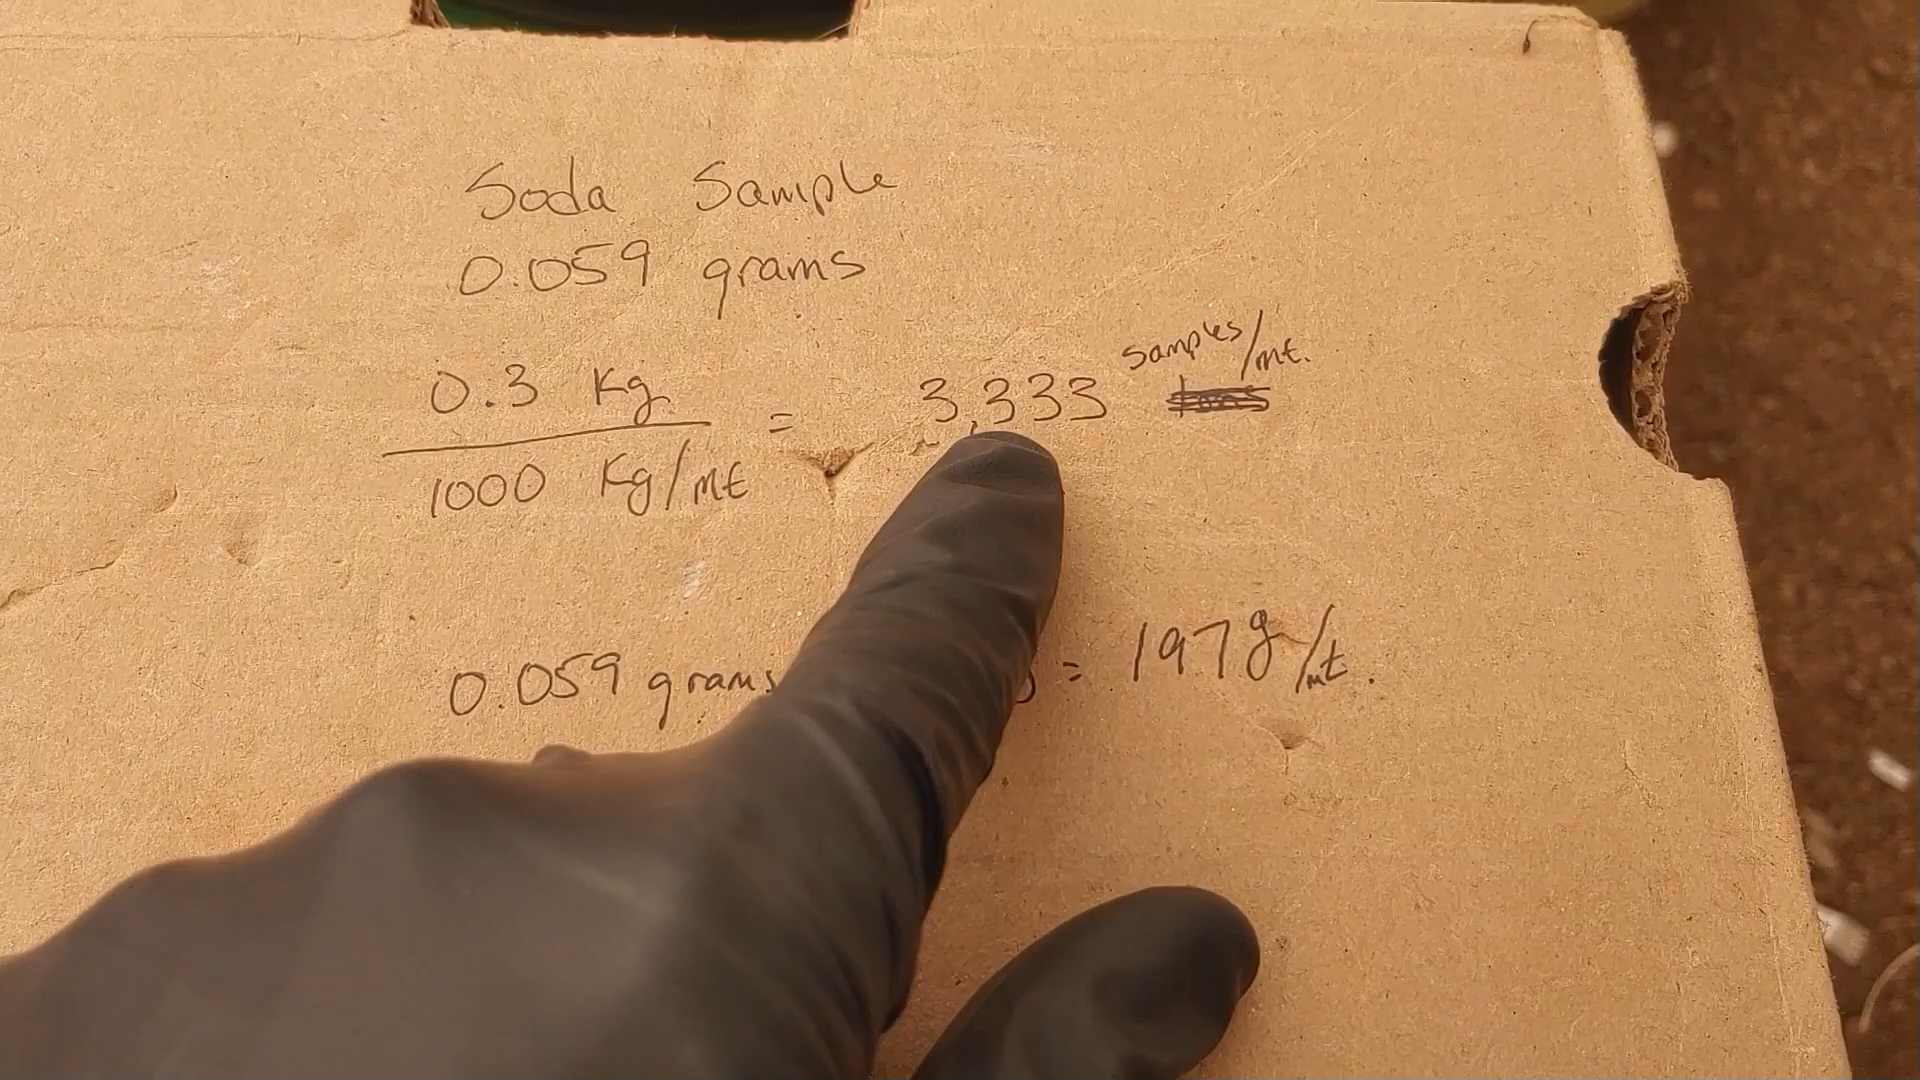 Soda Sample
0.059 grams
0.3 Kg = 3,333 samples/mt.
1000 Kg/mt
0.059 grams = 197 g/mt.